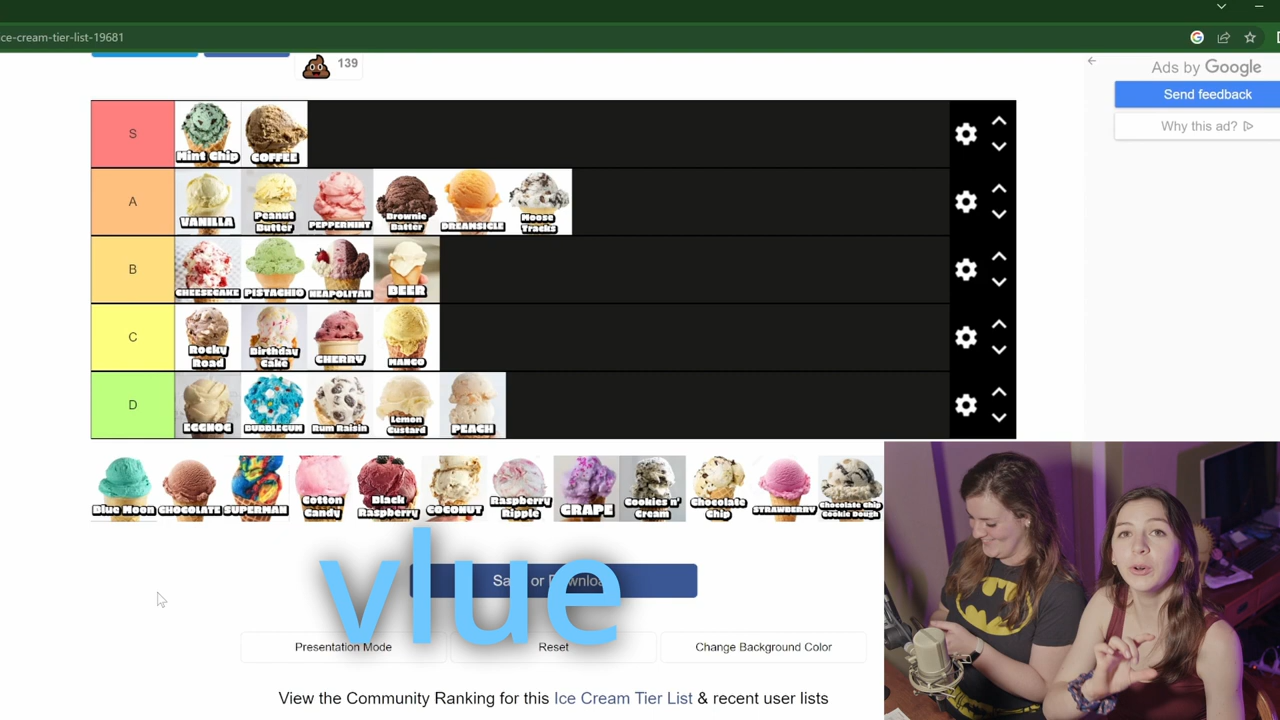 ce-cream-tier-list-19681
139
Ads by Google
Send feedback
Why this ad?
S
Mint Chip
COFFEE
A
VANILLA
Peanut Butter
PEPPERMINT
Brownie Batter
DREAMSICLE
Moose Tracks
B
CHEESECAKE
PISTACHIO
NEAPOLITAN
BEER
C
Rocky Road
Birthday Cake
CHERRY
MANGO
D
EGGNOG
BUBBLEGUM
Rum Raisin
Lemon Custard
PEACH
Blue Moon
CHOCOLATE
SUPERMAN
Cotton Candy
Black Raspberry
COCONUT
Raspberry Ripple
GRAPE
Cookies n' Cream
Chocolate Chip
STRAWBERRY
Chocolate Chip Cookie Dough
vlue
Presentation Mode
Reset
Change Background Color
View the Community Ranking for this Ice Cream Tier List & recent user lists